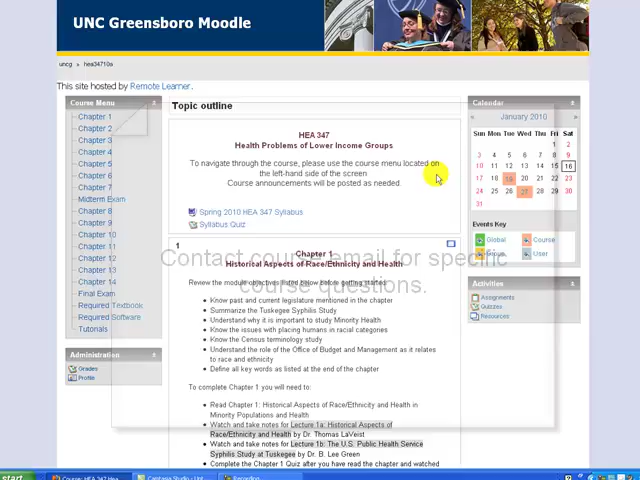 UNC Greensboro Moodle
uncg > hea34710s
This site hosted by Remote Learner.
Course Menu
Chapter 1
Chapter 2
Chapter 3
Chapter 4
Chapter 5
Chapter 6
Chapter 7
Midterm Exam
Chapter 8
Chapter 9
Chapter 10
Chapter 11
Chapter 12
Chapter 13
Chapter 14
Final Exam
Required Textbook
Required Software
Tutorials
Administration
Grades
Profile
Topic outline
HEA 347
Health Problems of Lower Income Groups
To navigate through the course, please use the course menu located on
the left-hand side of the screen
Course announcements will be posted as needed.
Spring 2010 HEA 347 Syllabus
Syllabus Quiz
1
Contact course email for specific
course questions.
Chapter 1
Historical Aspects of Race/Ethnicity and Health
Review the module objectives listed below before getting started:
Know past and current legislature mentioned in the chapter
Summarize the Tuskegee Syphilis Study
Understand why it is important to study Minority Health
Know the issues with placing humans in racial categories
Know the Census terminology study
Understand the role of the Office of Budget and Management as it relates
to race and ethnicity
Define all key words as listed at the end of the chapter
To complete Chapter 1 you will need to:
Read Chapter 1: Historical Aspects of Race/Ethnicity and Health in
Minority Populations and Health
Watch and take notes for Lecture 1a: Historical Aspects of
Race/Ethnicity and Health by Dr. Thomas LaVeist
Watch and take notes for Lecture 1b: The U.S. Public Health Service
Syphilis Study at Tuskegee by Dr. B. Lee Green
Complete the Chapter 1 Quiz after you have read the chapter and watched
Calendar
« January 2010 »
Sun Mon Tue Wed Thu Fri Sat
1 2
3 4 5 6 7 8 9
10 11 12 13 14 15 16
17 18 19 20 21 22 23
24 25 26 27 28 29 30
31
Events Key
Global Course
Group User
Activities
Assignments
Quizzes
Resources
start
Course: HEA 347 Hea
Camtasia Studio - Unt
Recording...